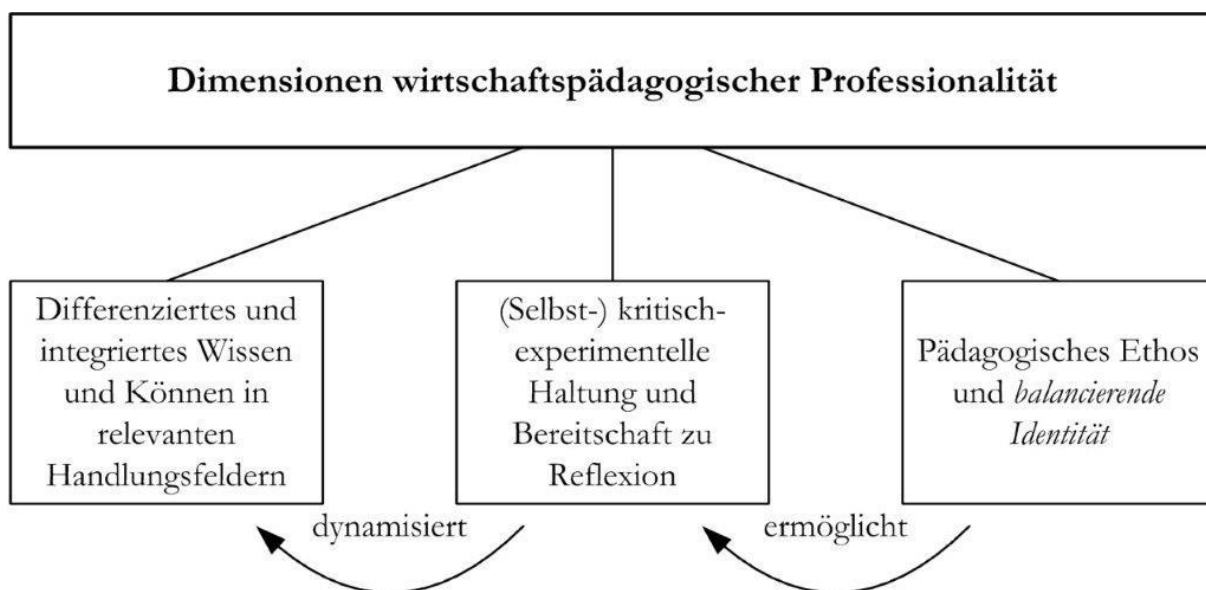 Dimensionen wirtschaftspädagogischer Professionalität
Differenziertes und
integriertes Wissen
und Können in
relevanten
Handlungsfeldern
(Selbst-) kritisch-
experimentelle
Haltung und
Bereitschaft zu
Reflexion
Pädagogisches Ethos
und balancierende
Identität
dynamisiert
ermöglicht